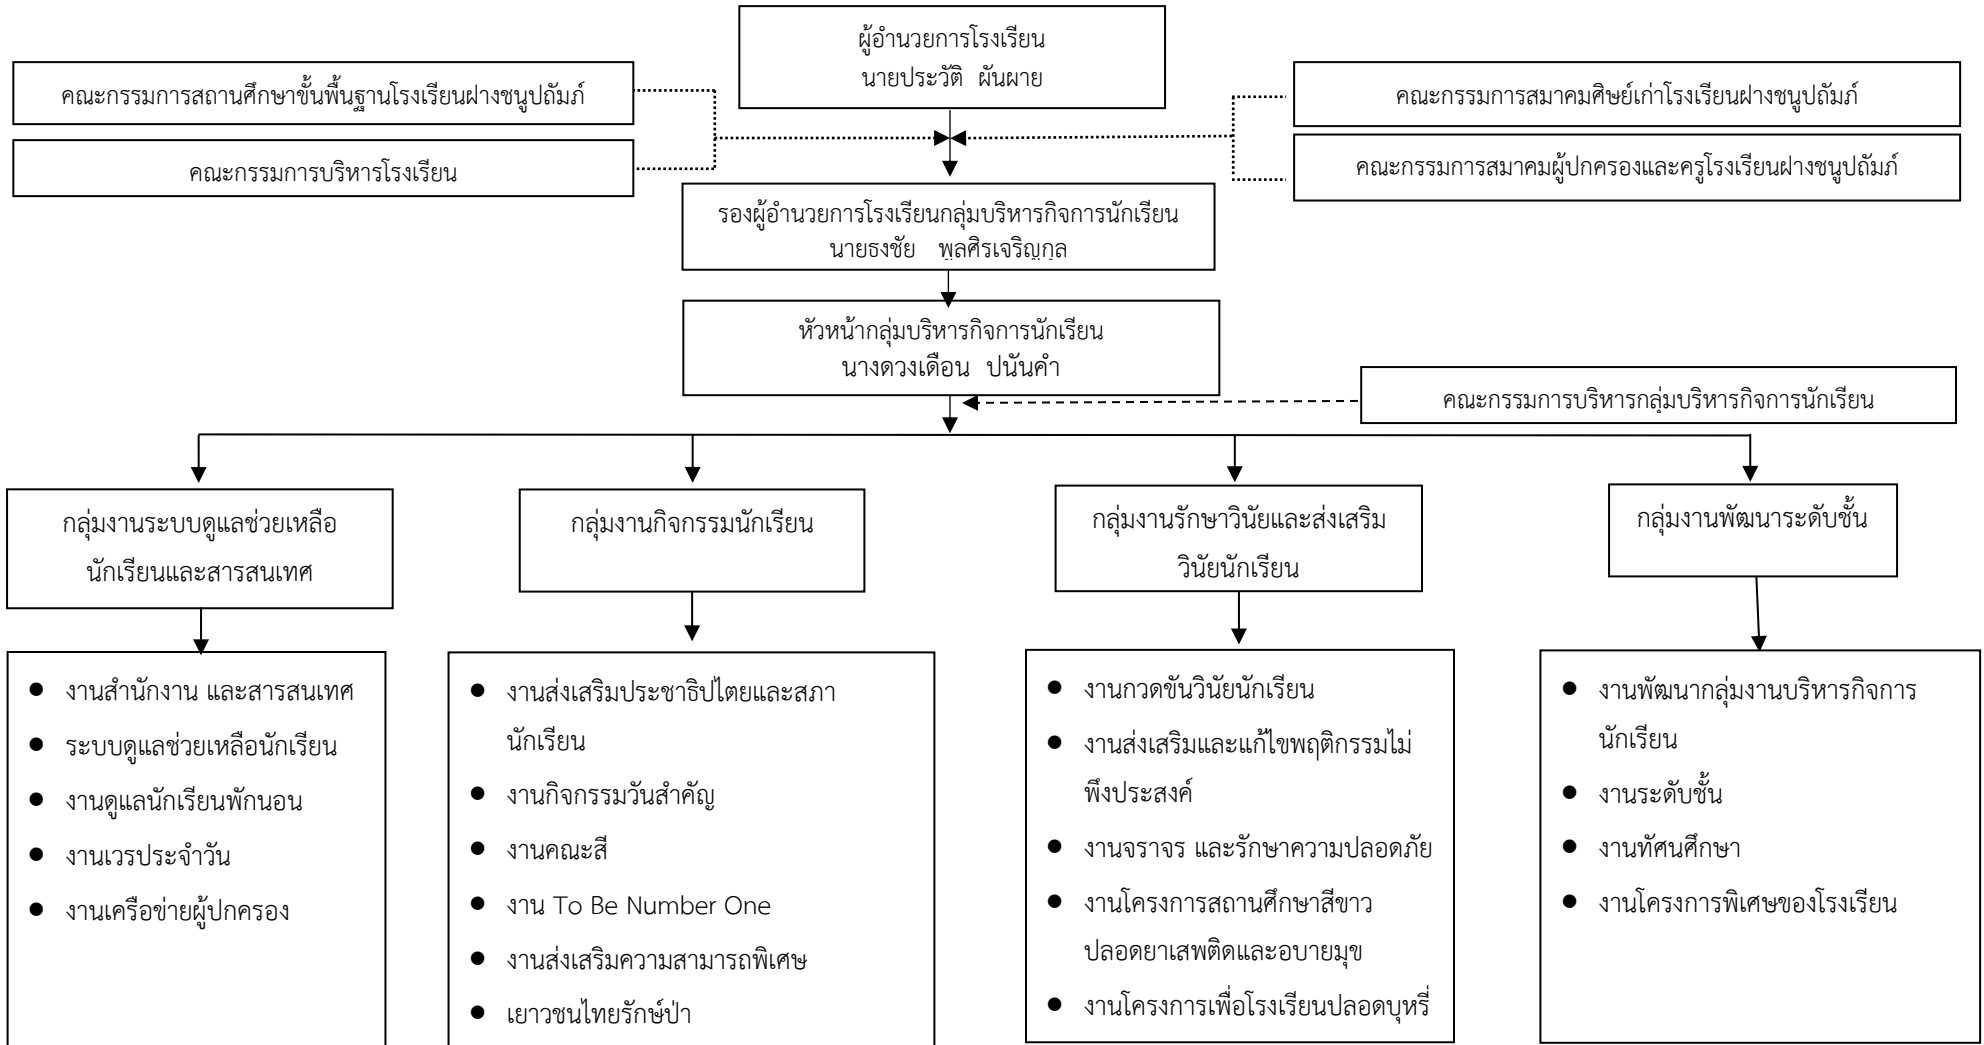 ผู้อำนวยการโรงเรียน
นายประวัติ ผันผาย
คณะกรรมการสถานศึกษาขั้นพื้นฐานโรงเรียนฝางชนูปถัมภ์
คณะกรรมการสมาคมศิษย์เก่าโรงเรียนฝางชนูปถัมภ์
คณะกรรมการบริหารโรงเรียน
คณะกรรมการสมาคมผู้ปกครองและครูโรงเรียนฝางชนูปถัมภ์
รองผู้อำนวยการโรงเรียนกลุ่มบริหารกิจการนักเรียน
นายธงชัย พูลศิรเจริญกุล
หัวหน้ากลุ่มบริหารกิจการนักเรียน
นางดวงเดือน ปนันคำ
คณะกรรมการบริหารกลุ่มบริหารกิจการนักเรียน
กลุ่มงานระบบดูแลช่วยเหลือ
นักเรียนและสารสนเทศ
กลุ่มงานกิจกรรมนักเรียน
กลุ่มงานรักษาวินัยและส่งเสริม
วินัยนักเรียน
กลุ่มงานพัฒนาระดับชั้น
● งานสำนักงาน และสารสนเทศ
● ระบบดูแลช่วยเหลือนักเรียน
● งานดูแลนักเรียนพักนอน
● งานเวรประจำวัน
● งานเครือข่ายผู้ปกครอง
● งานส่งเสริมประชาธิปไตยและสภา
นักเรียน
● งานกิจกรรมวันสำคัญ
● งานคณะสี
● งาน To Be Number One
● งานส่งเสริมความสามารถพิเศษ
● เยาวชนไทยรักษ์ป่า
● งานกวดขันวินัยนักเรียน
● งานส่งเสริมและแก้ไขพฤติกรรมไม่
พึงประสงค์
● งานจราจร และรักษาความปลอดภัย
● งานโครงการสถานศึกษาสีขาว
ปลอดยาเสพติดและอบายมุข
● งานโครงการเพื่อโรงเรียนปลอดบุหรี่
● งานพัฒนากลุ่มงานบริหารกิจการ
นักเรียน
● งานระดับชั้น
● งานทัศนศึกษา
● งานโครงการพิเศษของโรงเรียน